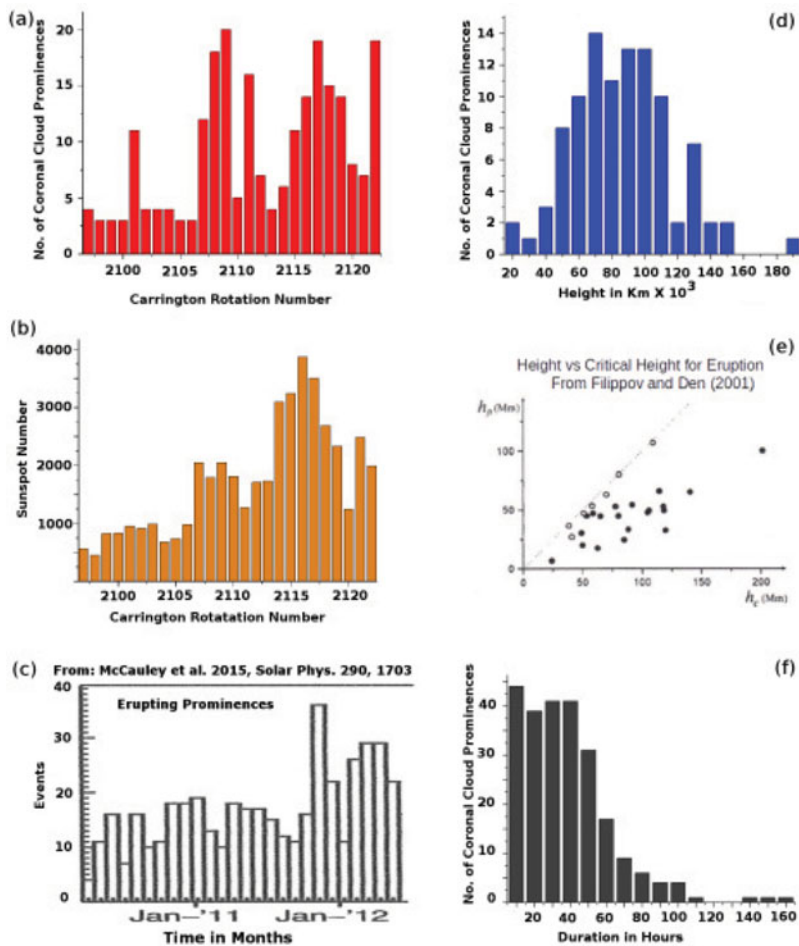 (a)
No. of Coronal Cloud Prominences
20
15
10
5
0
2100 2105 2110 2115 2120
Carrington Rotation Number
(d)
No. of Coronal Cloud Prominences
14
12
10
8
6
4
2
0
20 60 100 140 180
Height in Km X 10³
(b)
Sunspot Number
4000
3000
2000
1000
2100 2105 2110 2115 2120
Carrington Rotatation Number
(e)
Height vs Critical Height for Eruption
From Filippov and Den (2001)
hₚ (Mm)
100
50
0
0 50 100 150 200
h꜀ (Mm)
(c)
From: McCauley et al. 2015, Solar Phys. 290, 1703
Erupting Prominences
Events
40
30
20
10
0
Jan–'11 Jan–'12
Time in Months
(f)
No. of Coronal Cloud Prominences
40
30
20
10
0
20 40 60 80 100 120 140 160
Duration in Hours